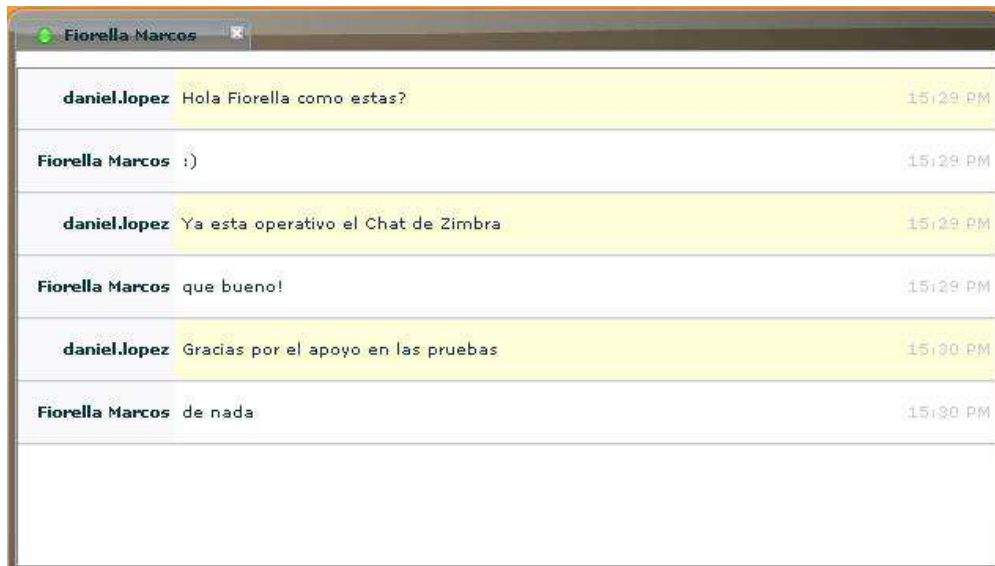 Fiorella Marcos
daniel.lopez Hola Fiorella como estas? 15:29 PM
Fiorella Marcos :) 15:29 PM
daniel.lopez Ya esta operativo el Chat de Zimbra 15:29 PM
Fiorella Marcos que bueno! 15:29 PM
daniel.lopez Gracias por el apoyo en las pruebas 15:30 PM
Fiorella Marcos de nada 15:30 PM